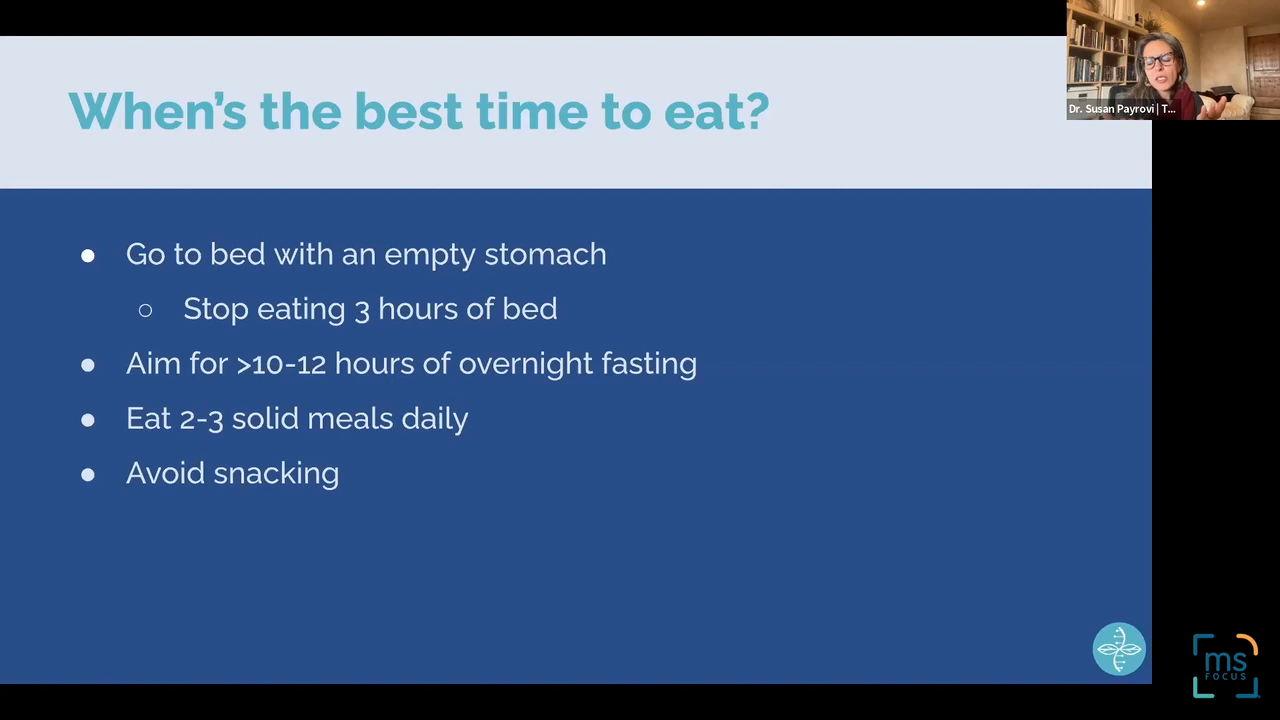 When's the best time to eat?
Dr. Susan Payrovi | T...
● Go to bed with an empty stomach
○ Stop eating 3 hours of bed
● Aim for >10-12 hours of overnight fasting
● Eat 2-3 solid meals daily
● Avoid snacking
ms
FOCUS